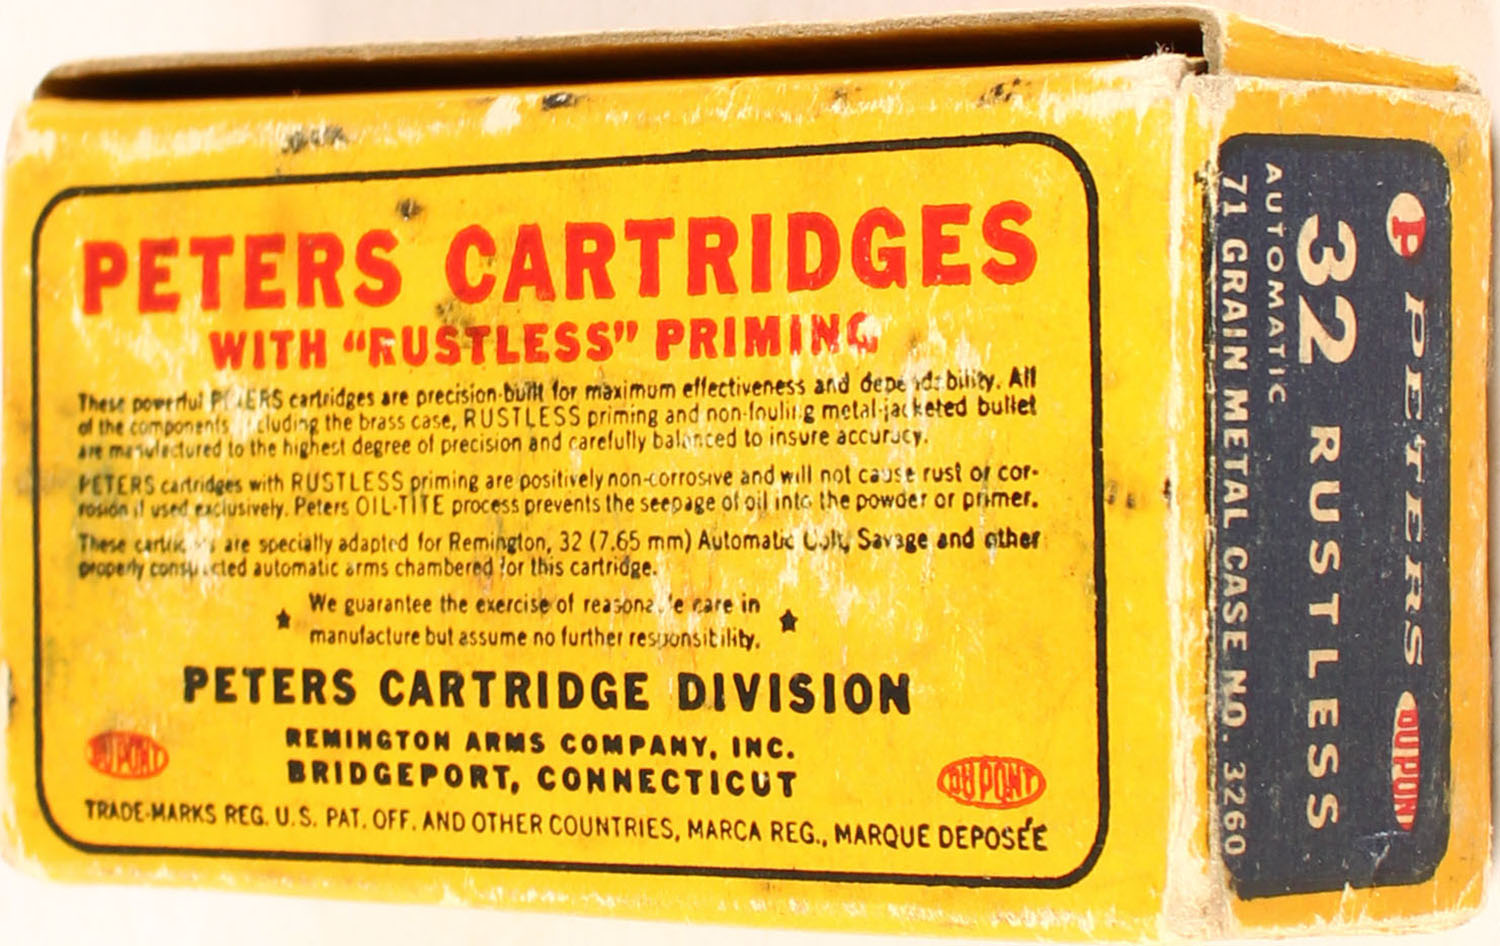 PETERS CARTRIDGES
WITH "RUSTLESS" PRIMING
These powerful PETERS cartridges are precision-built for maximum effectiveness and dependability. All
of the components including the brass case, RUSTLESS priming and non-fouling metal-jacketed bullet
are manufactured to the highest degree of precision and carefully balanced to insure accuracy.
PETERS cartridges with RUSTLESS priming are positively non-corrosive and will not cause rust or cor-
rosion if used exclusively. Peters OIL-TITE process prevents the seepage of oil into the powder or primer.
These cartridges are specially adapted for Remington, 32 (7.65 mm) Automatic Colt, Savage and other
properly constructed automatic arms chambered for this cartridge.
We guarantee the exercise of reasonable care in
manufacture but assume no further responsibility.
PETERS CARTRIDGE DIVISION
REMINGTON ARMS COMPANY, INC.
BRIDGEPORT, CONNECTICUT
DU PONT
DU PONT
TRADE-MARKS REG. U.S. PAT. OFF. AND OTHER COUNTRIES, MARCA REG., MARQUE DEPOSÉE
P PETERS DU PONT
32 RUSTLESS
AUTOMATIC
71 GRAIN METAL CASE NO. 3260